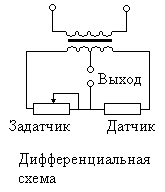 Выход
Задатчик
Датчик
Дифференциальная
схема